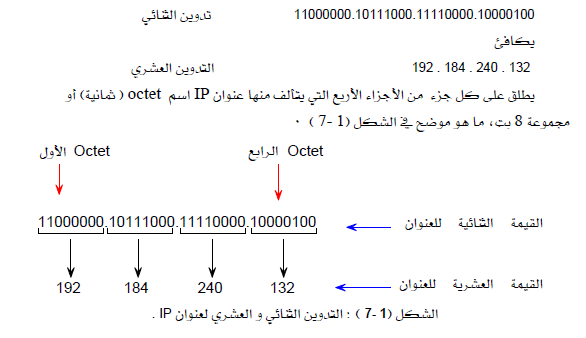 11000000.10111000.11110000.10000100 تدوين الثنائي
يكافئ
192 . 184 . 240 . 132 التدوين العشري
يطلق على كل جزء من الأجزاء الأربع التي يتألف منها عنوان IP اسم octet ( ثمانية) أو
مجموعة 8 بت، ما هو موضح في الشكل (1 -7 ) .
Octet الرابع Octet الأول
القيمة الثنائية للعنوان 11000000.10111000.11110000.10000100
القيمة العشرية للعنوان 192 184 240 132
الشكل (1 -7 ) : التدوين الثنائي و العشري لعنوان IP .